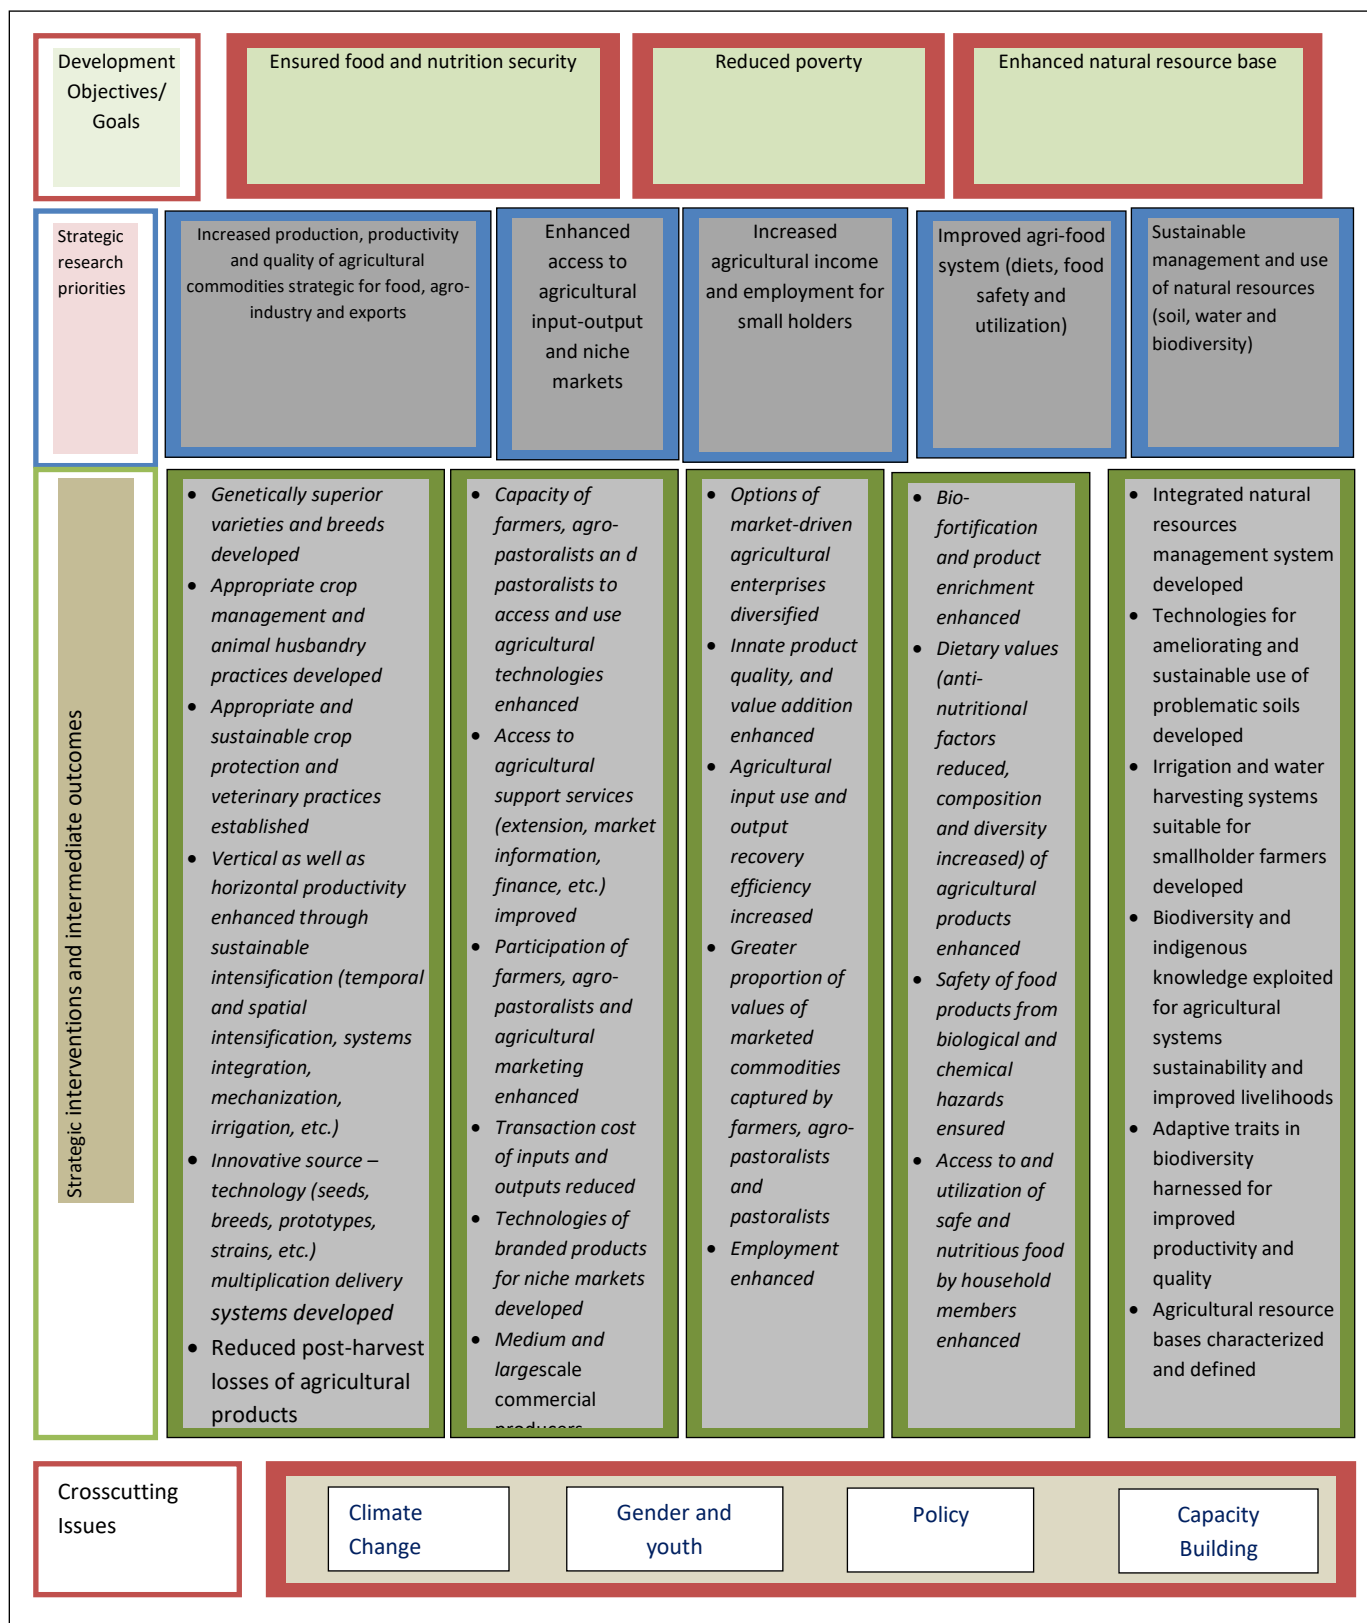 Development
Objectives/
Goals
Ensured food and nutrition security
Reduced poverty
Enhanced natural resource base
Strategic
research
priorities
Increased production, productivity
and quality of agricultural
commodities strategic for food, agro-
industry and exports
Enhanced
access to
agricultural
input-output
and niche
markets
Increased
agricultural income
and employment for
small holders
Improved agri-food
system (diets, food
safety and
utilization)
Sustainable
management and use
of natural resources
(soil, water and
biodiversity)
Strategic interventions and intermediate outcomes
• Genetically superior
varieties and breeds
developed
• Appropriate crop
management and
animal husbandry
practices developed
• Appropriate and
sustainable crop
protection and
veterinary practices
established
• Vertical as well as
horizontal productivity
enhanced through
sustainable
intensification (temporal
and spatial
intensification, systems
integration,
mechanization,
irrigation, etc.)
• Innovative source –
technology (seeds,
breeds, prototypes,
strains, etc.)
multiplication delivery
systems developed
• Reduced post-harvest
losses of agricultural
products
• Capacity of
farmers, agro-
pastoralists an d
pastoralists to
access and use
agricultural
technologies
enhanced
• Access to
agricultural
support services
(extension, market
information,
finance, etc.)
improved
• Participation of
farmers, agro-
pastoralists and
agricultural
marketing
enhanced
• Transaction cost
of inputs and
outputs reduced
• Technologies of
branded products
for niche markets
developed
• Medium and
largescale
commercial
producers
• Options of
market-driven
agricultural
enterprises
diversified
• Innate product
quality, and
value addition
enhanced
• Agricultural
input use and
output
recovery
efficiency
increased
• Greater
proportion of
values of
marketed
commodities
captured by
farmers, agro-
pastoralists
and
pastoralists
• Employment
enhanced
• Bio-
fortification
and product
enrichment
enhanced
• Dietary values
(anti-
nutritional
factors
reduced,
composition
and diversity
increased) of
agricultural
products
enhanced
• Safety of food
products from
biological and
chemical
hazards
ensured
• Access to and
utilization of
safe and
nutritious food
by household
members
enhanced
• Integrated natural
resources
management system
developed
• Technologies for
ameliorating and
sustainable use of
problematic soils
developed
• Irrigation and water
harvesting systems
suitable for
smallholder farmers
developed
• Biodiversity and
indigenous
knowledge exploited
for agricultural
systems
sustainability and
improved livelihoods
• Adaptive traits in
biodiversity
harnessed for
improved
productivity and
quality
• Agricultural resource
bases characterized
and defined
Crosscutting
Issues
Climate
Change
Gender and
youth
Policy
Capacity
Building